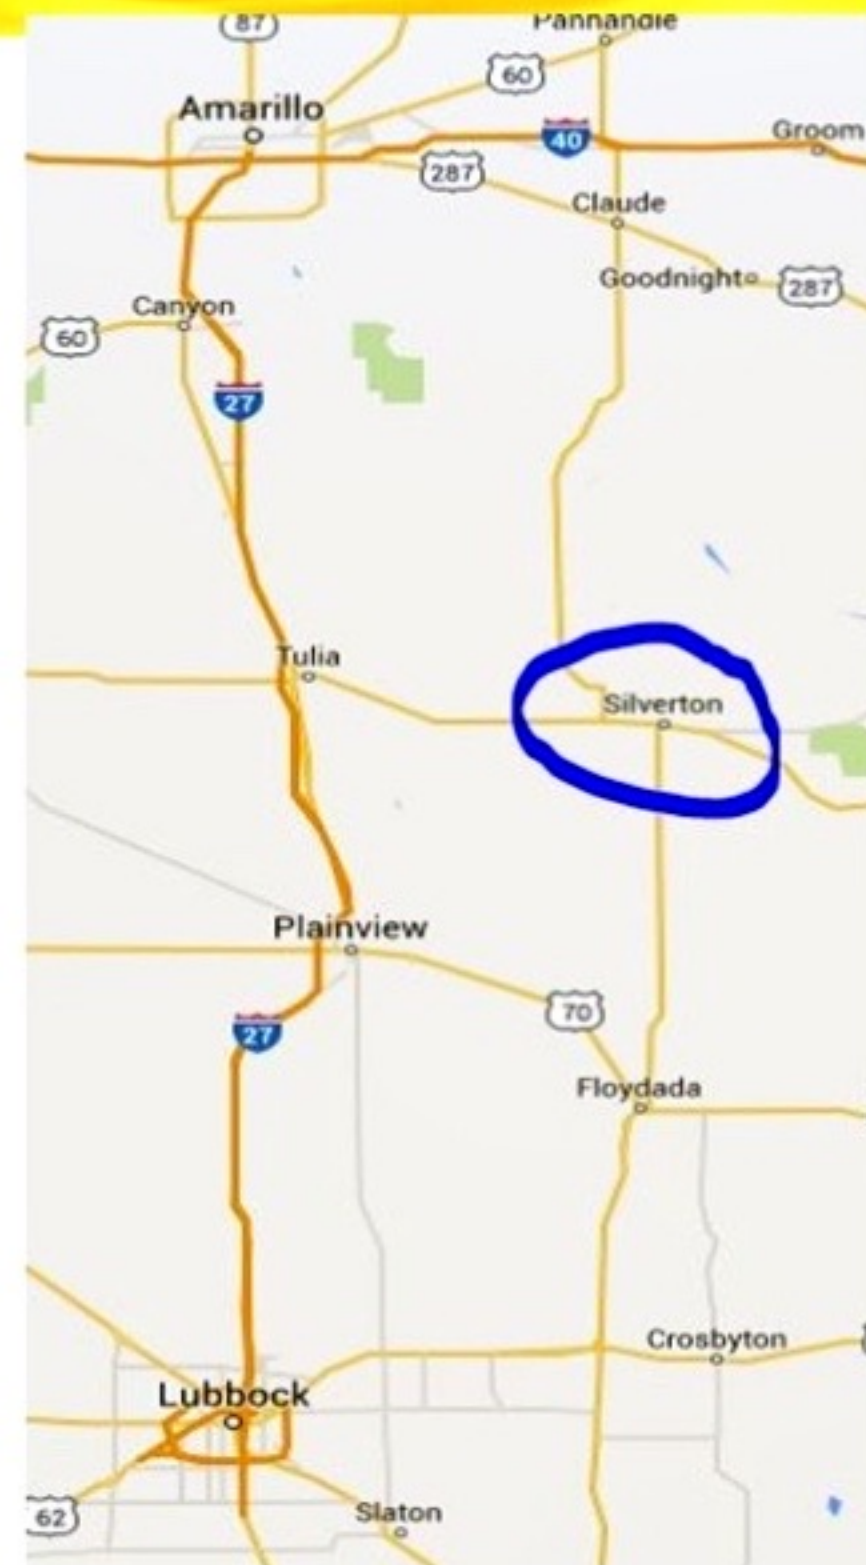 87
Panhandle
60
Amarillo
40
Groom
287
Claude
Goodnight
287
Canyon
60
27
Tulia
Silverton
Plainview
27
70
Floydada
Crosbyton
Lubbock
Slaton
62